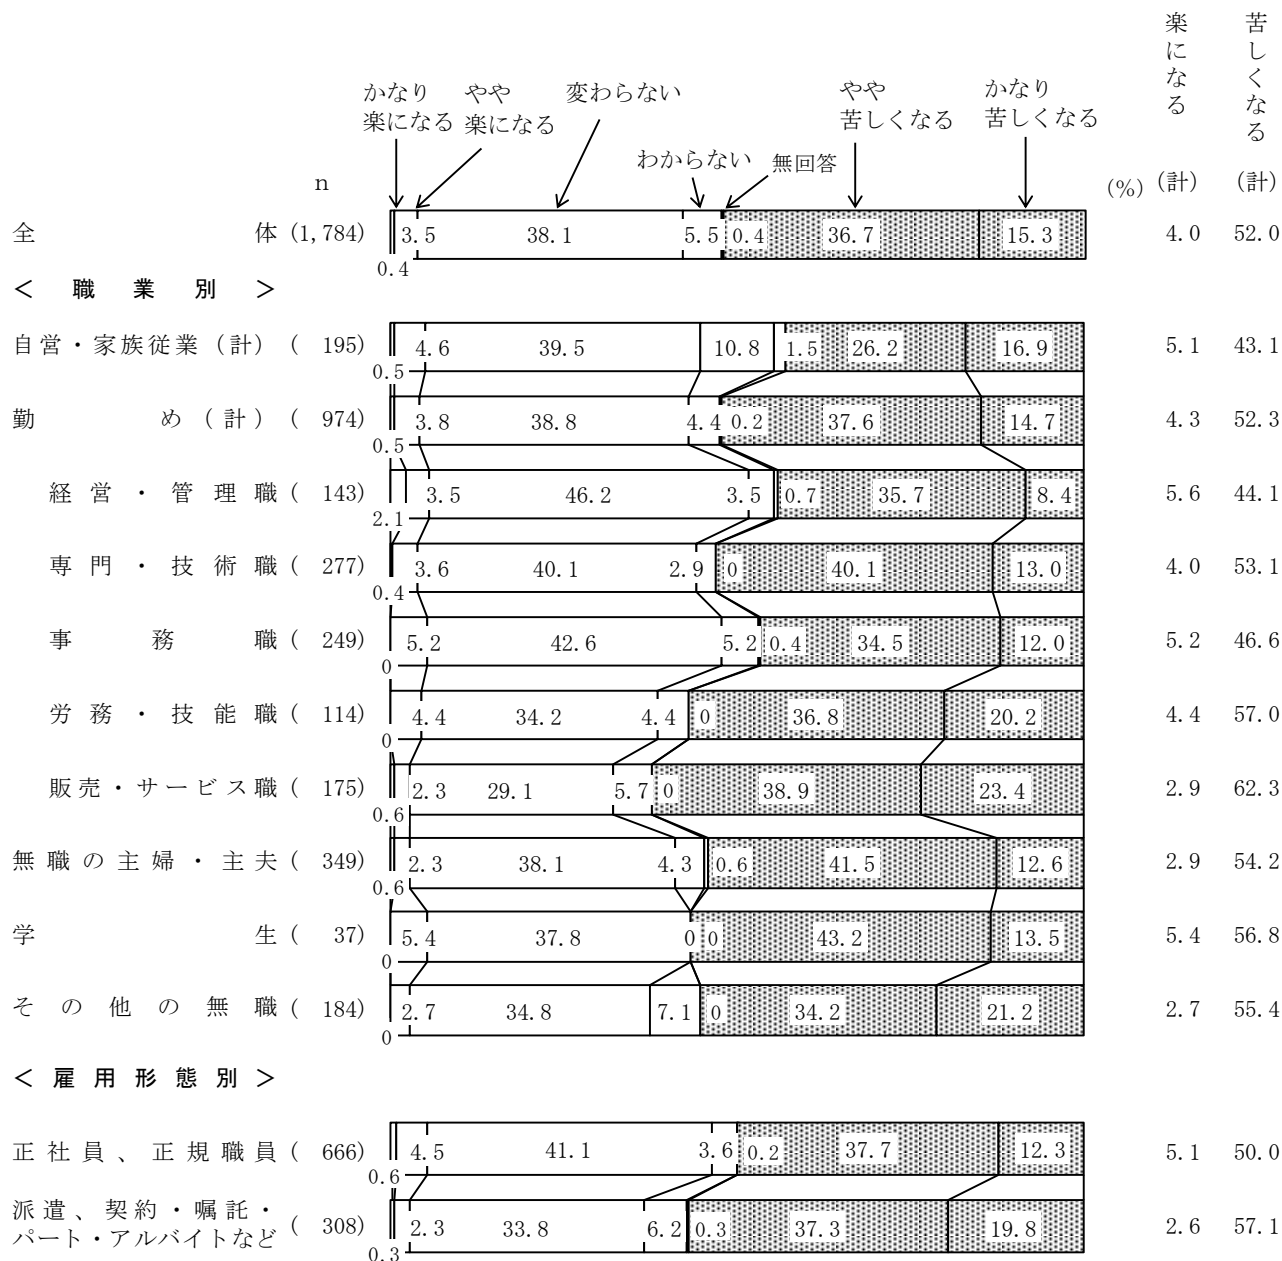 楽になる
苦しくなる
かなり
楽になる
やや
楽になる
変わらない
わからない
無回答
やや
苦しくなる
かなり
苦しくなる
n
(%)
(計)
(計)
全体 (1,784) 3.5 38.1 5.5 0.4 36.7 15.3 4.0 52.0
0.4
＜職業別＞
自営・家族従業(計) ( 195) 4.6 39.5 10.8 1.5 26.2 16.9 5.1 43.1
0.5
勤め(計) ( 974) 3.8 38.8 4.4 0.2 37.6 14.7 4.3 52.3
0.5
経営・管理職 ( 143) 3.5 46.2 3.5 0.7 35.7 8.4 5.6 44.1
2.1
専門・技術職 ( 277) 3.6 40.1 2.9 0 40.1 13.0 4.0 53.1
0.4
事務職 ( 249) 5.2 42.6 5.2 0.4 34.5 12.0 5.2 46.6
0
労務・技能職 ( 114) 4.4 34.2 4.4 0 36.8 20.2 4.4 57.0
0
販売・サービス職 ( 175) 2.3 29.1 5.7 0 38.9 23.4 2.9 62.3
0.6
無職の主婦・主夫 ( 349) 2.3 38.1 4.3 0.6 41.5 12.6 2.9 54.2
0.6
学生 ( 37) 5.4 37.8 0 0 43.2 13.5 5.4 56.8
0
その他の無職 ( 184) 2.7 34.8 7.1 0 34.2 21.2 2.7 55.4
0
＜雇用形態別＞
正社員、正規職員 ( 666) 4.5 41.1 3.6 0.2 37.7 12.3 5.1 50.0
0.6
派遣、契約・嘱託・
パート・アルバイトなど ( 308) 2.3 33.8 6.2 0.3 37.3 19.8 2.6 57.1
0.3